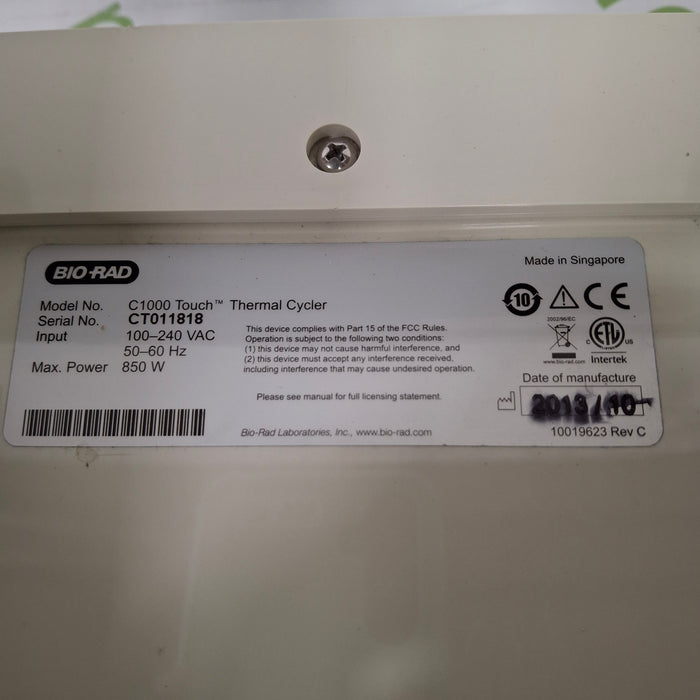 BIO-RAD
Made in Singapore
Model No. C1000 Touch™ Thermal Cycler
Serial No. CT011818
Input 100–240 VAC
50–60 Hz
Max. Power 850 W
This device complies with Part 15 of the FCC Rules.
Operation is subject to the following two conditions:
(1) this device may not cause harmful interference, and
(2) this device must accept any interference received,
including interference that may cause undesired operation.
Please see manual for full licensing statement.
Bio-Rad Laboratories, Inc., www.bio-rad.com
10
CE
2002/96/EC
www.bio-rad.com
C ETL US
Intertek
Date of manufacture
2013/10
10019623 Rev C